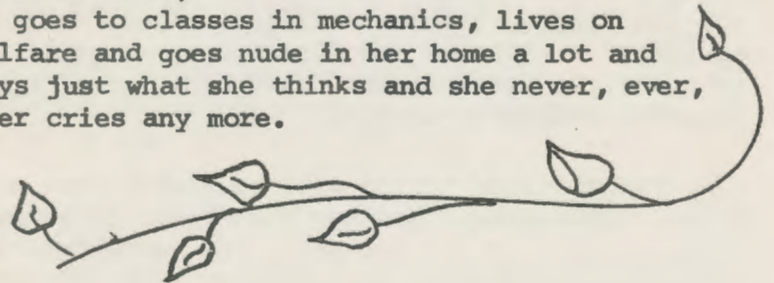 goes to classes in mechanics, lives on
lfare and goes nude in her home a lot and
ys just what she thinks and she never, ever,
er cries any more.